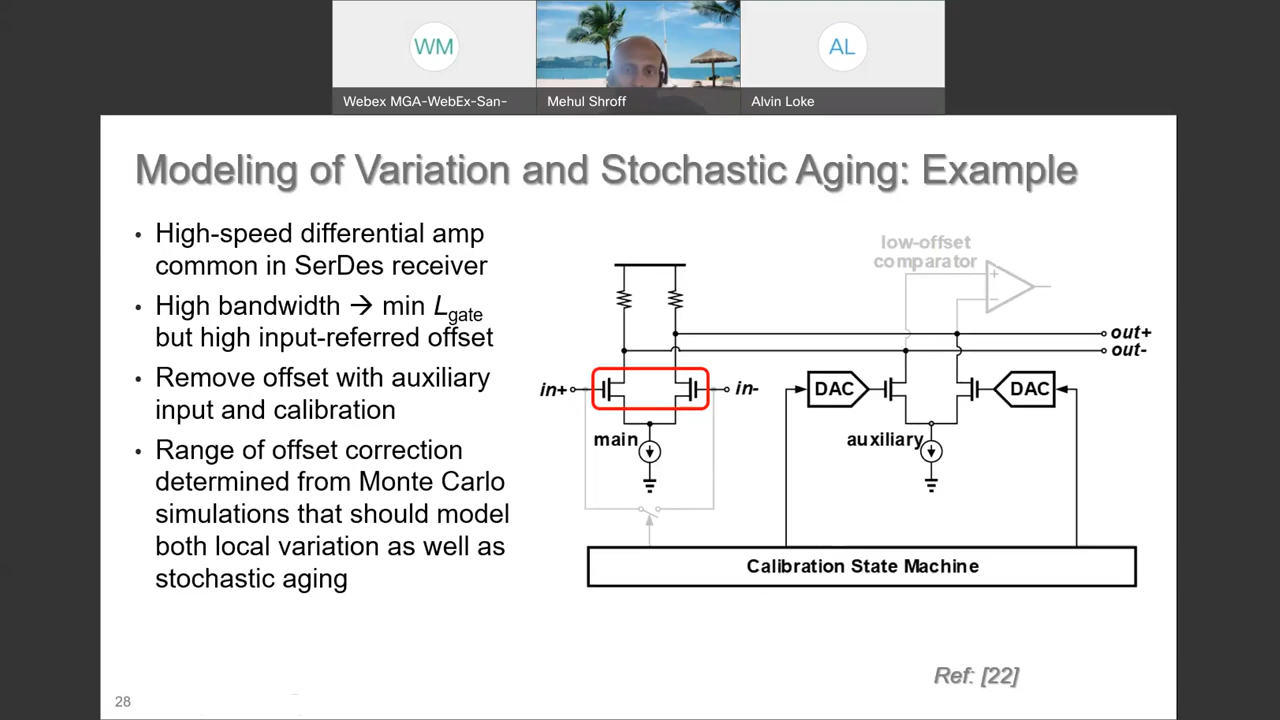 WM
AL
Webex MGA-WebEx-San-
Mehul Shroff
Alvin Loke
Modeling of Variation and Stochastic Aging: Example
• High-speed differential amp
common in SerDes receiver
• High bandwidth → min Lgate
but high input-referred offset
• Remove offset with auxiliary
input and calibration
• Range of offset correction
determined from Monte Carlo
simulations that should model
both local variation as well as
stochastic aging
low-offset
comparator
+
−
out+
out-
in+
in-
DAC
DAC
main
auxiliary
Calibration State Machine
Ref: [22]
28